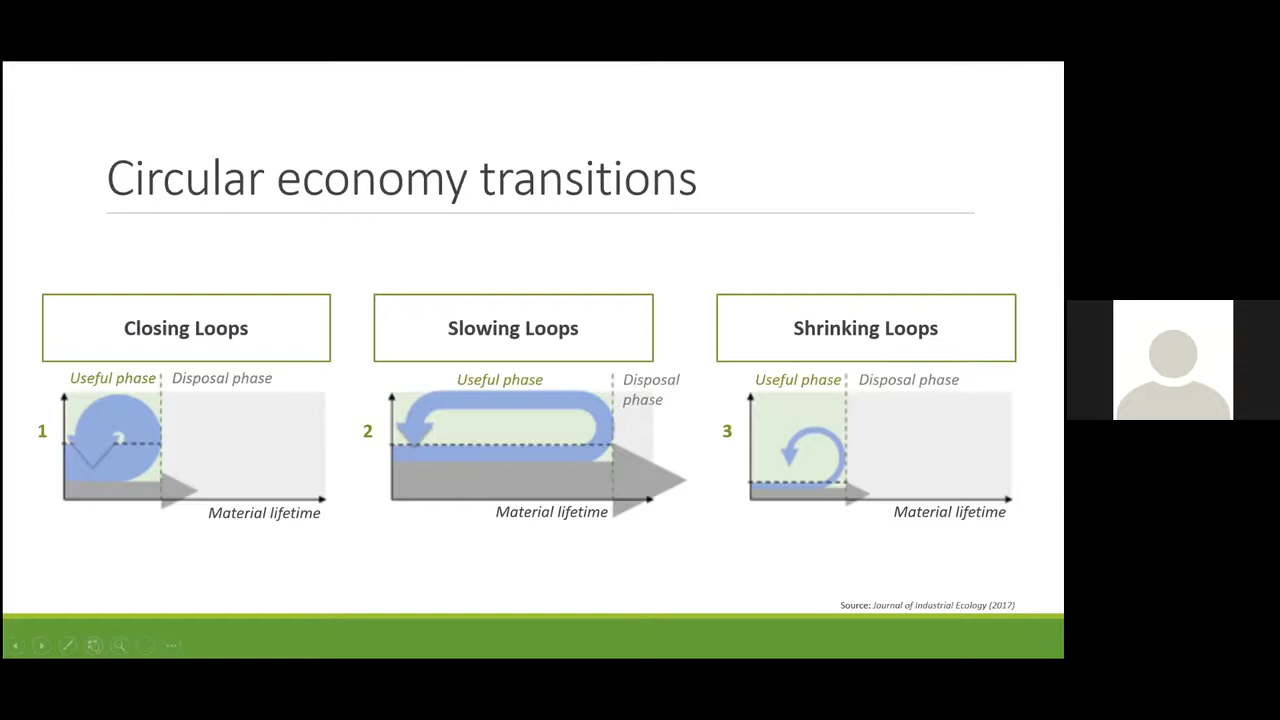 Circular economy transitions
Closing Loops
Slowing Loops
Shrinking Loops
Useful phase
Disposal phase
Useful phase
Disposal
phase
Useful phase
Disposal phase
1
2
3
Material lifetime
Material lifetime
Material lifetime
Source: Journal of Industrial Ecology (2017)